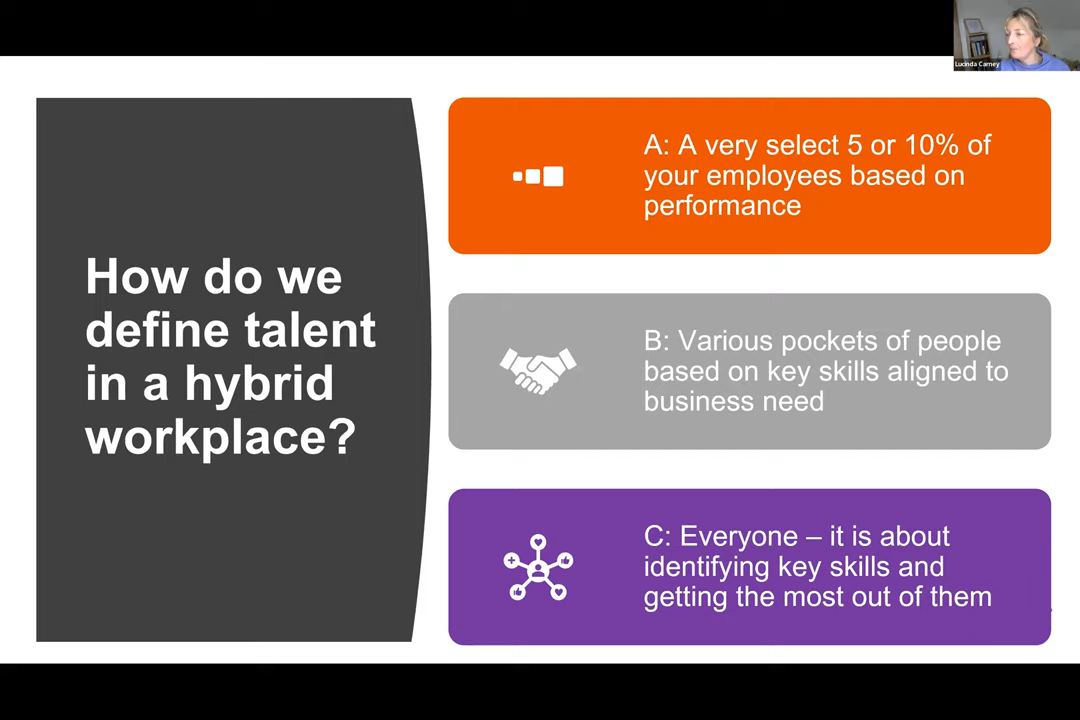 Lucinda Carney
How do we
define talent
in a hybrid
workplace?
A: A very select 5 or 10% of
your employees based on
performance
B: Various pockets of people
based on key skills aligned to
business need
C: Everyone – it is about
identifying key skills and
getting the most out of them